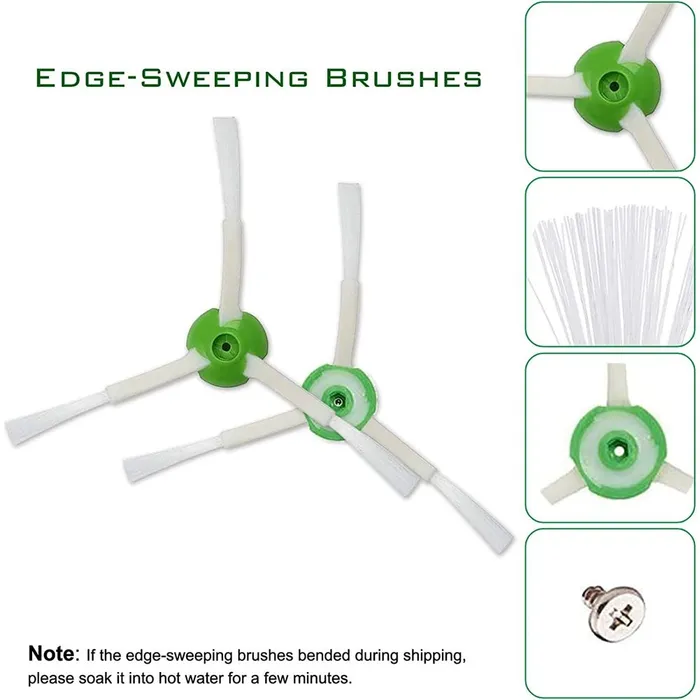 Edge-Sweeping Brushes
Note: If the edge-sweeping brushes bended during shipping,
please soak it into hot water for a few minutes.